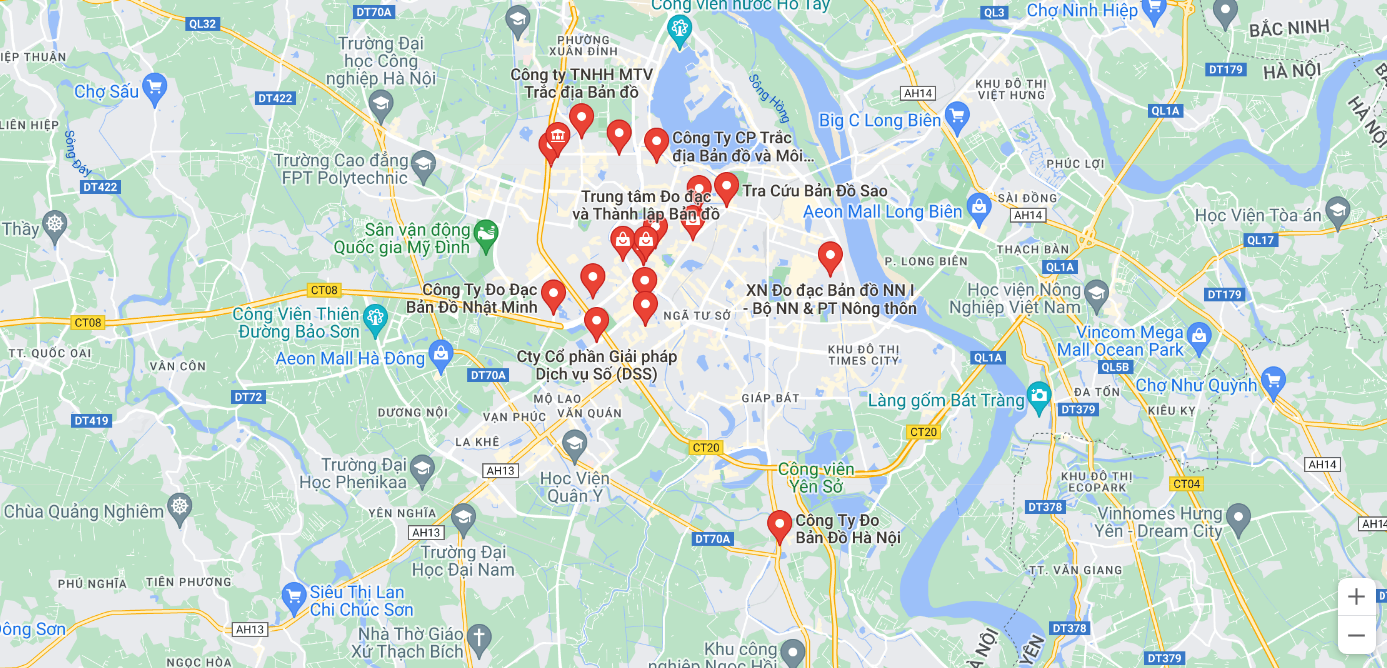 Công viên nước Hồ Tây
DT70A
QL32
QL3
Chợ Ninh Hiệp
BẮC NINH
HÀ NỘI
PHƯỜNG
XUÂN ĐỈNH
Trường Đại
học Công
nghiệp Hà Nội
IỆP THUẬN
Chợ Sấu
DT422
Công ty TNHH MTV
Trắc địa Bản đồ
Sông Hồng
AH14
KHU ĐÔ THỊ
VIỆT HƯNG
DT179
QL1A
HÀ NỘI
LIÊN HIỆP
Sông Đáy
Big C Long Biên
Công Ty CP Trắc
địa Bản đồ và Môi...
Trường Cao đẳng
FPT Polytechnic
PHÚC LỢI
DT422
Trung tâm Đo đạc
và Thành lập Bản đồ
Tra Cứu Bản Đồ Sao
SÀI ĐỒNG
Aeon Mall Long Biên
AH14
Học Viện Tòa án
Thầy
Sân vận động
Quốc gia Mỹ Đình
QL17
THẠCH BÀN
P. LONG BIÊN
QL1A
CT08
Công Ty Đo Đạc
Bản Đồ Nhật Minh
XN Đo đạc Bản đồ NN I
- Bộ NN & PT Nông thôn
Học viện Nông
Nghiệp Việt Nam
DT179
CT08
Công Viên Thiên
Đường Bảo Sơn
NGÃ TƯ SỞ
Vincom Mega
Mall Ocean Park
TT. QUỐC OAI
VÂN CÔN
Aeon Mall Hà Đông
Cty Cổ phần Giải pháp
Dịch vụ Số (DSS)
KHU ĐÔ THỊ
TIMES CITY
QL1A
QL5B
DT70A
Chợ Như Quỳnh
DT72
MỘ LAO
VẠN PHÚC
VĂN QUÁN
GIÁP BÁT
Làng gốm Bát Tràng
ĐA TỐN
DT379
KIÊU KỴ
DT419
DƯƠNG NỘI
LA KHÊ
CT20
CT20
Trường Đại
Học Phenikaa
AH13
Học Viện
Quân Y
Công viên
Yên Sở
AH14
KHU ĐÔ THỊ
ECOPARK
CT04
Chùa Quảng Nghiêm
YÊN NGHĨA
AH13
DT378
Vinhomes Hưng
Yên - Dream City
AH14
Công Ty Đo
Bản Đồ Hà Nội
DT70A
Trường Đại
Học Đại Nam
PHÚ NGHĨA
TIÊN PHƯƠNG
TT. VĂN GIANG
Siêu Thị Lan
Chi Chúc Sơn
Đông Sơn
AH13
Nhà Thờ Giáo
Xứ Thạch Bích
DT378
HÀ NỘI
YÊN
Khu công
nghiệp Ngọc Hồi
NGỌC HÒA
DT179